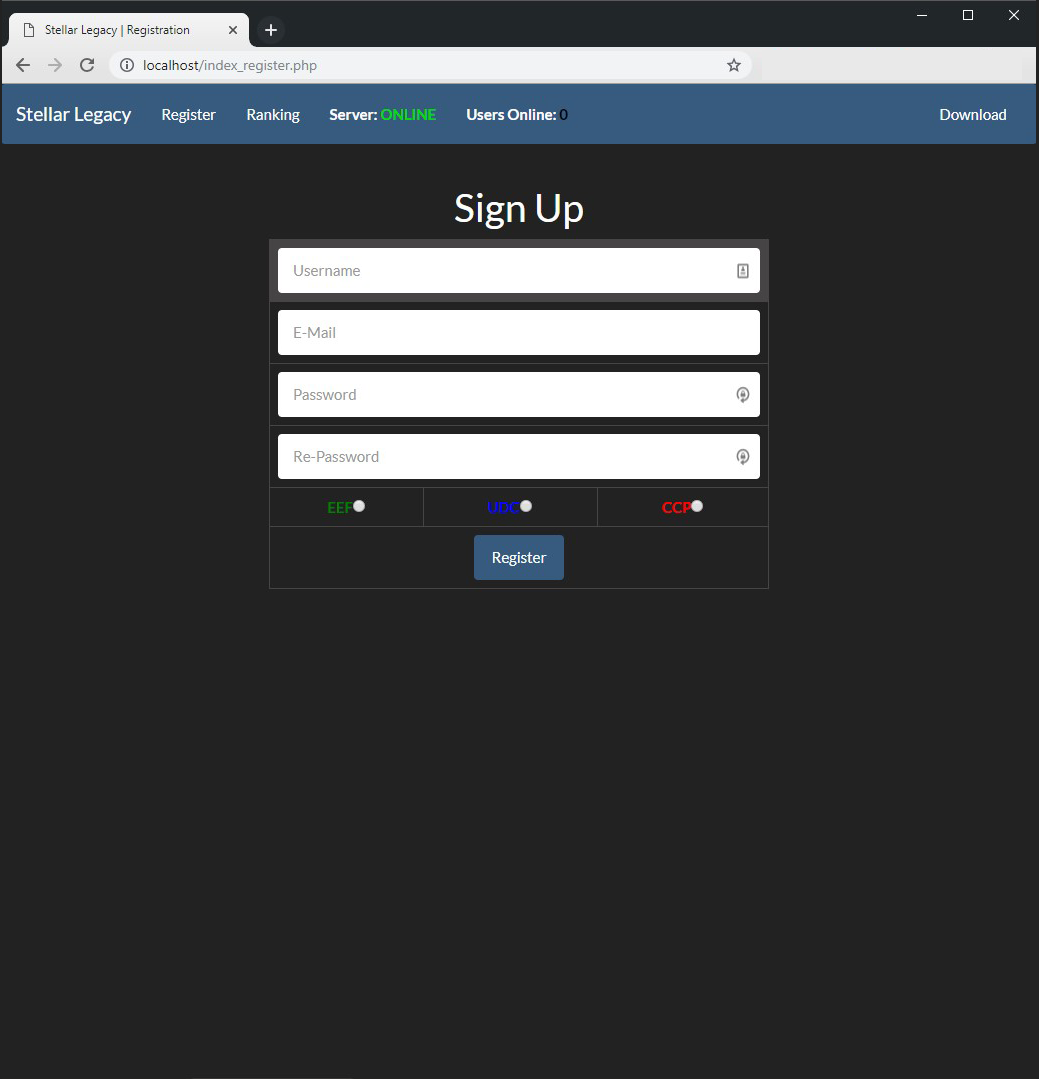 Stellar Legacy | Registration
localhost/index_register.php
Stellar Legacy Register Ranking Server: ONLINE Users Online: 0 Download
Sign Up
Username
E-Mail
Password
Re-Password
EEF UDC CCP
Register